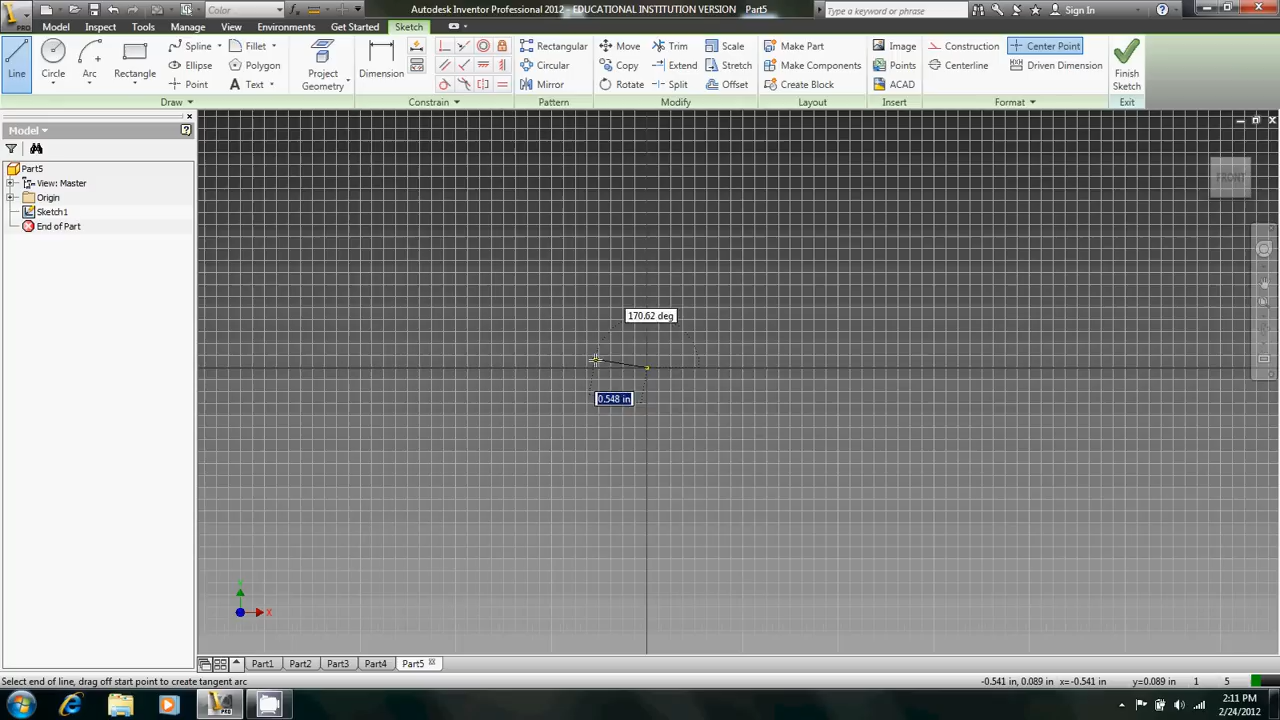 Color
Autodesk Inventor Professional 2012 - EDUCATIONAL INSTITUTION VERSION Part5
Type a keyword or phrase
Sign In
PRO
Model Inspect Tools Manage View Environments Get Started Sketch
Line
Circle
Arc
Rectangle
Spline
Ellipse
Point
Fillet
Polygon
Text
Project
Geometry
Dimension
Rectangular
Circular
Mirror
Move
Copy
Rotate
Trim
Extend
Split
Scale
Stretch
Offset
Make Part
Make Components
Create Block
Image
Points
ACAD
Construction
Centerline
Center Point
Driven Dimension
Finish
Sketch
Draw
Constrain
Pattern
Modify
Layout
Insert
Format
Exit
Model
Part5
View: Master
Origin
Sketch1
End of Part
FRONT
170.62 deg
0.548 in
Y
X
Part1 Part2 Part3 Part4 Part5
Select end of line, drag off start point to create tangent arc
-0.541 in, 0.089 in x=-0.541 in y=0.089 in 1 5
PRO
2:11 PM
2/24/2012